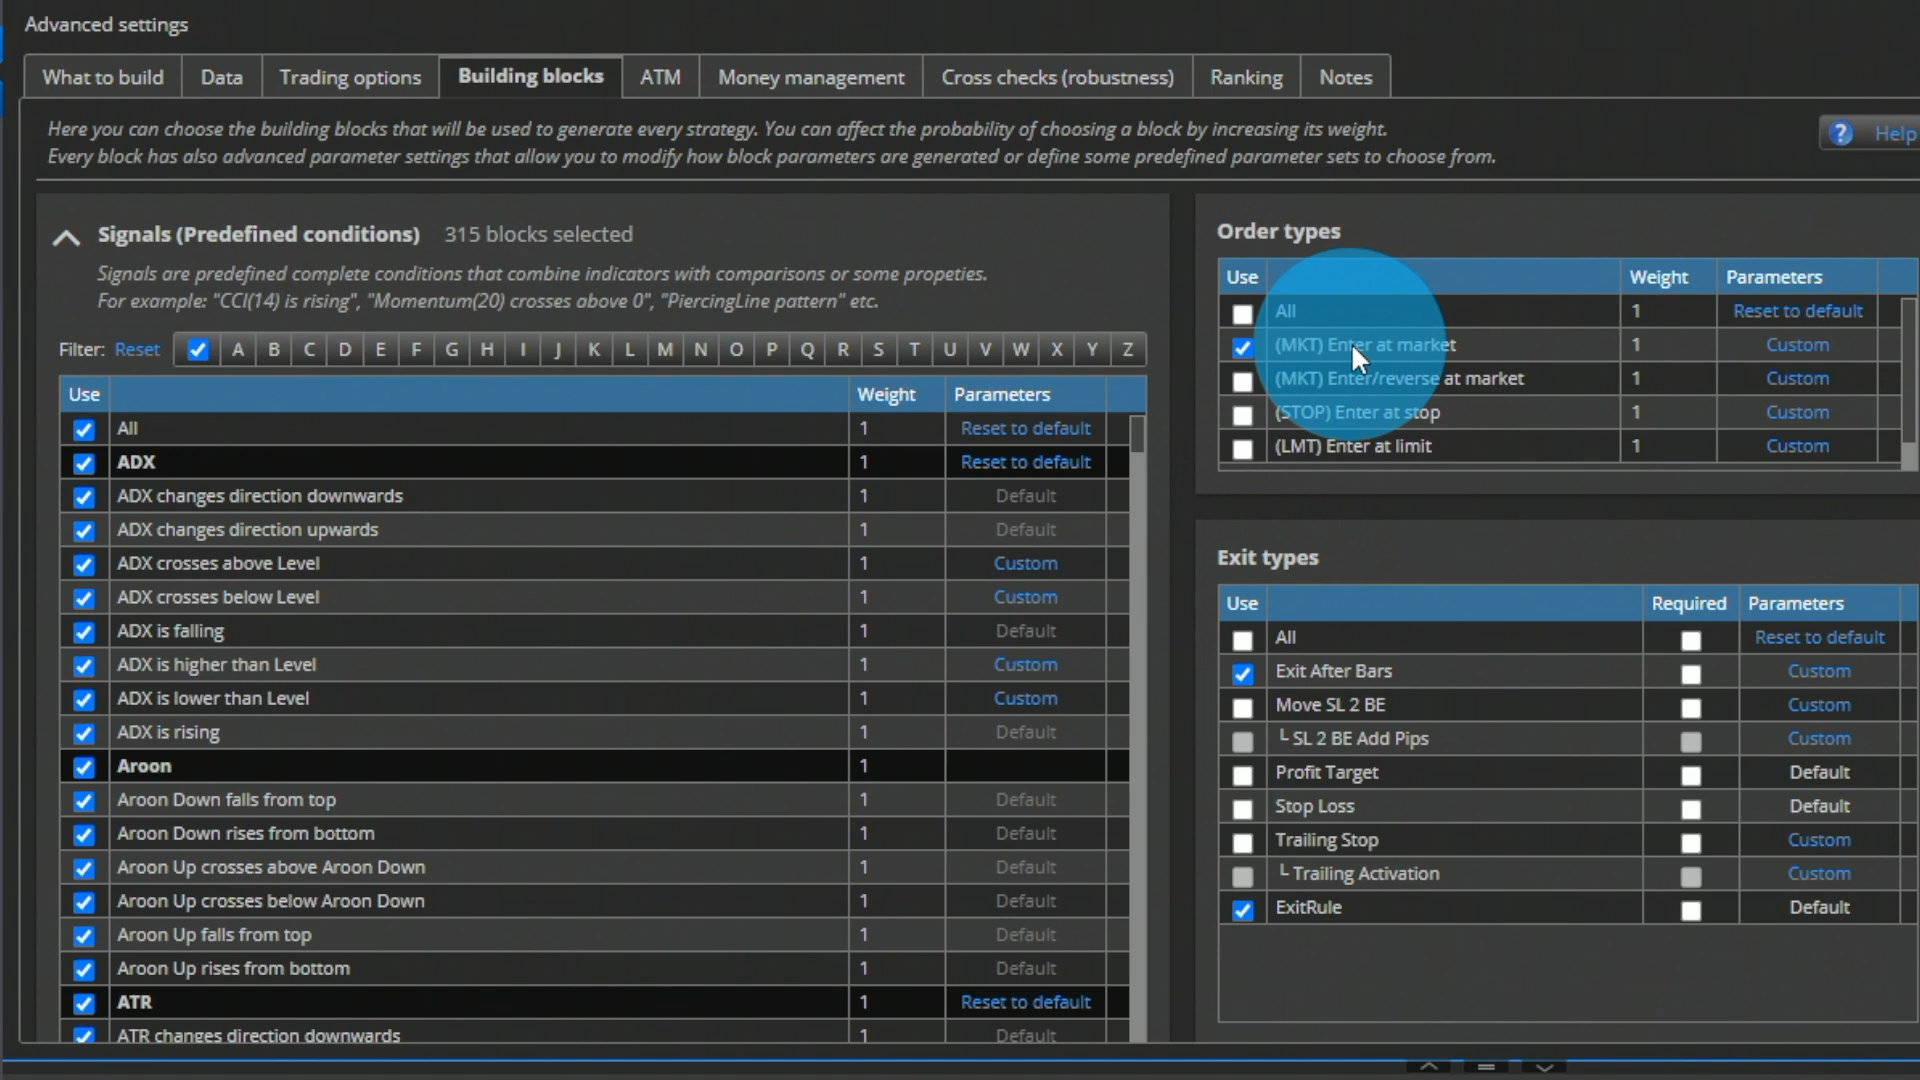 Advanced settings
What to build Data Trading options Building blocks ATM Money management Cross checks (robustness) Ranking Notes
Here you can choose the building blocks that will be used to generate every strategy. You can affect the probability of choosing a block by increasing its weight.
Every block has also advanced parameter settings that allow you to modify how block parameters are generated or define some predefined parameter sets to choose from.
? Help
Signals (Predefined conditions) 315 blocks selected
Signals are predefined complete conditions that combine indicators with comparisons or some propeties.
For example: "CCI(14) is rising", "Momentum(20) crosses above 0", "PiercingLine pattern" etc.
Filter: Reset A B C D E F G H I J K L M N O P Q R S T U V W X Y Z
Use Weight Parameters
All 1 Reset to default
ADX 1 Reset to default
ADX changes direction downwards 1 Default
ADX changes direction upwards 1 Default
ADX crosses above Level 1 Custom
ADX crosses below Level 1 Custom
ADX is falling 1 Default
ADX is higher than Level 1 Custom
ADX is lower than Level 1 Custom
ADX is rising 1 Default
Aroon 1
Aroon Down falls from top 1 Default
Aroon Down rises from bottom 1 Default
Aroon Up crosses above Aroon Down 1 Default
Aroon Up crosses below Aroon Down 1 Default
Aroon Up falls from top 1 Default
Aroon Up rises from bottom 1 Default
ATR 1 Reset to default
ATR changes direction downwards 1 Default
Order types
Use Weight Parameters
All 1 Reset to default
(MKT) Enter at market 1 Custom
(MKT) Enter/reverse at market 1 Custom
(STOP) Enter at stop 1 Custom
(LMT) Enter at limit 1 Custom
Exit types
Use Required Parameters
All Reset to default
Exit After Bars Custom
Move SL 2 BE Custom
└ SL 2 BE Add Pips Custom
Profit Target Default
Stop Loss Default
Trailing Stop Custom
└ Trailing Activation Custom
ExitRule Default